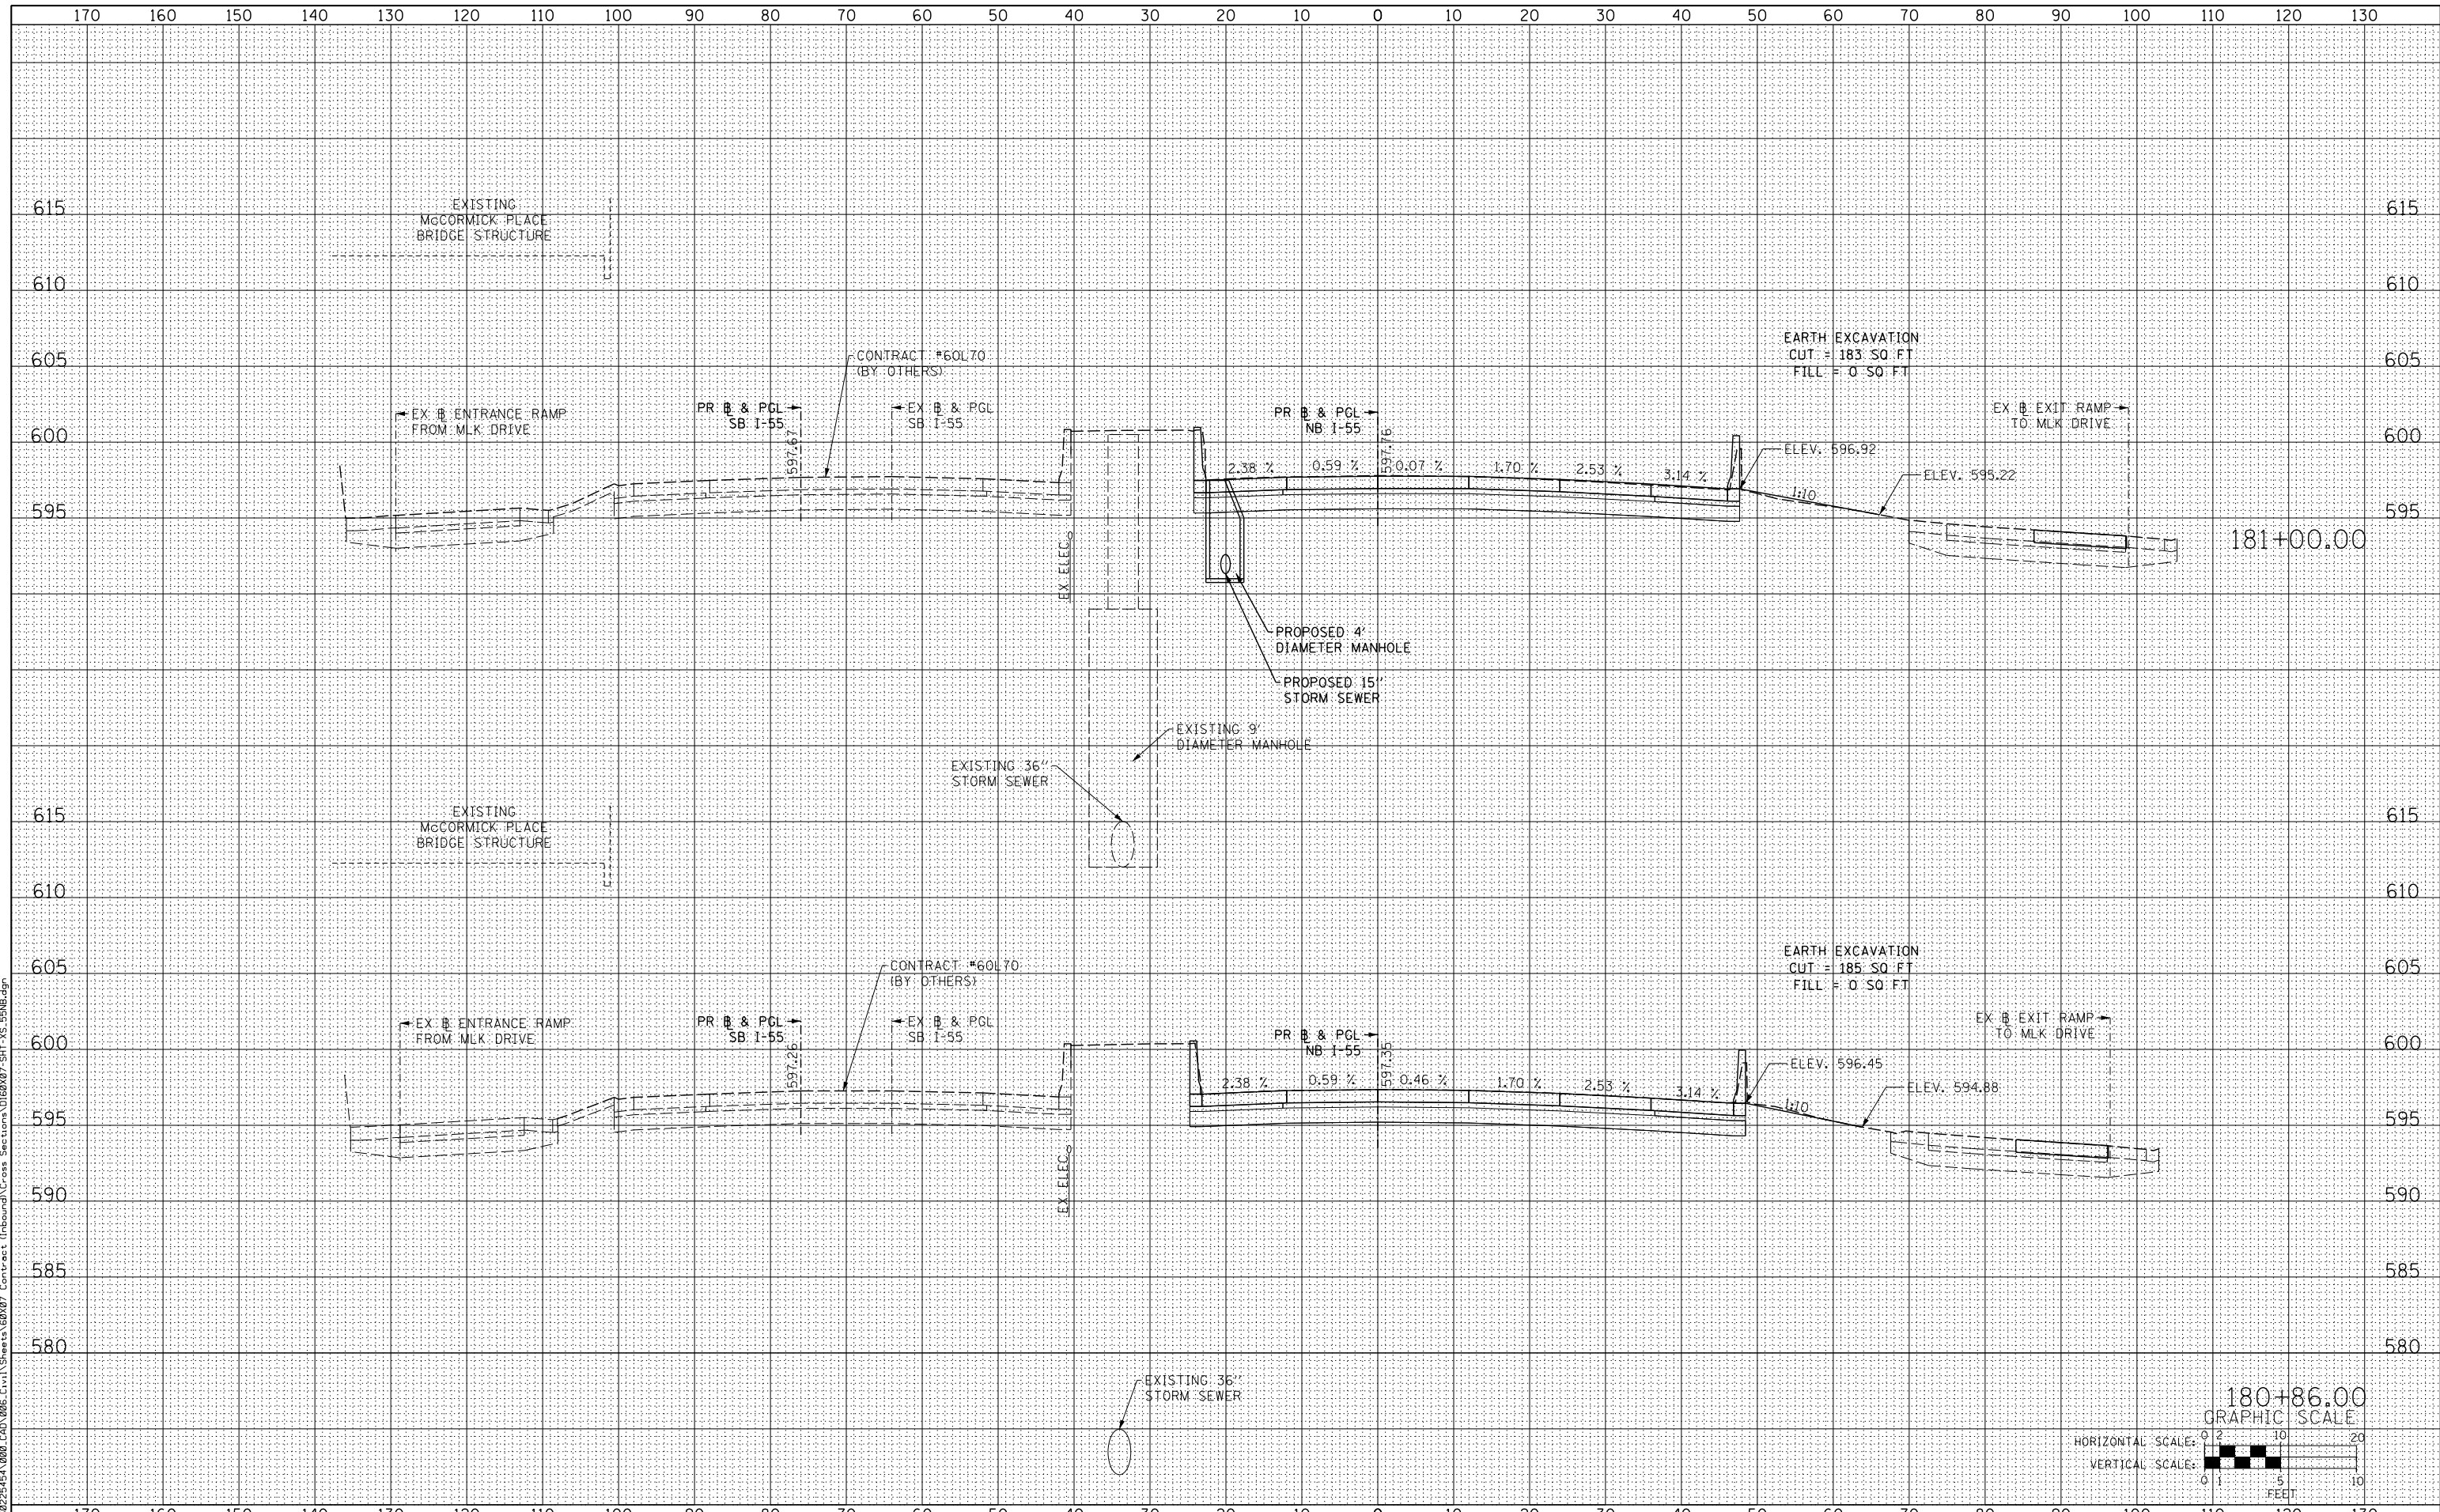 170 160 150 140 130 120 110 100 90 80 70 60 50 40 30 20 10 0 10 20 30 40 50 60 70 80 90 100 110 120 130
615 615
EXISTING
McCORMICK PLACE
BRIDGE STRUCTURE
610 610
EARTH EXCAVATION
CUT = 183 SQ FT
FILL = 0 SQ FT
605 605
CONTRACT #60L70
(BY OTHERS)
EX B ENTRANCE RAMP
FROM MLK DRIVE
PR B & PGL
SB I-55
597.67
EX B & PGL
SB I-55
PR B & PGL
NB I-55
597.76
EX B EXIT RAMP
TO MLK DRIVE
600 600
ELEV. 596.92
2.38 % 0.59 % 0.07 % 1.70 % 2.53 % 3.14 %
ELEV. 595.22
1:10
595 595
181+00.00
EX ELEC
PROPOSED 4'
DIAMETER MANHOLE
PROPOSED 15"
STORM SEWER
EXISTING 9'
DIAMETER MANHOLE
EXISTING 36"
STORM SEWER
615 615
EXISTING
McCORMICK PLACE
BRIDGE STRUCTURE
610 610
EARTH EXCAVATION
CUT = 185 SQ FT
FILL = 0 SQ FT
605 605
CONTRACT #60L70
(BY OTHERS)
EX B ENTRANCE RAMP
FROM MLK DRIVE
PR B & PGL
SB I-55
597.26
EX B & PGL
SB I-55
PR B & PGL
NB I-55
597.35
EX B EXIT RAMP
TO MLK DRIVE
600 600
ELEV. 596.45
2.38 % 0.59 % 0.46 % 1.70 % 2.53 % 3.14 %
ELEV. 594.88
1:10
595 595
EX ELEC
590 590
585 585
580 580
EXISTING 36"
STORM SEWER
180+86.00
GRAPHIC SCALE
HORIZONTAL SCALE: 0 2 10 20
VERTICAL SCALE: 0 1 5 10
FEET
170 160 150 140 130 120 110 100 90 80 70 60 50 40 30 20 10 0 10 20 30 40 50 60 70 80 90 100 110 120 130